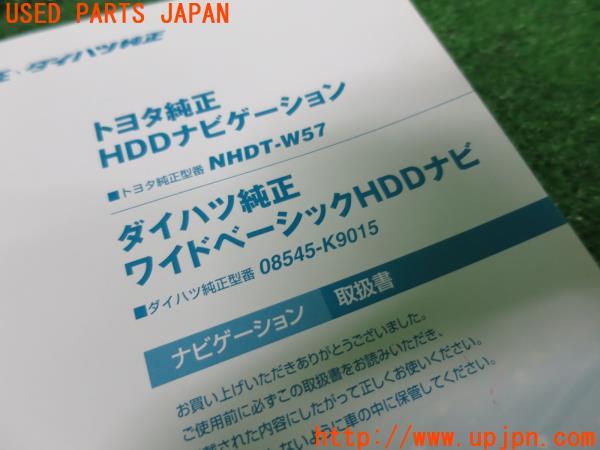 USED PARTS JAPAN
ダイハツ純正
トヨタ純正
HDDナビゲーション
■トヨタ純正型番 NHDT-W57
ダイハツ純正
ワイドベーシックHDDナビ
■ダイハツ純正型番 08545-K9015
ナビゲーション 取扱書
お買い上げいただきありがとうございました。
ご使用前に必ずこの取扱書をお読みいただき、
された内容にしたがって正しくお使いください。
ないように車の中に保管してください。
http://www.upjpn.com/